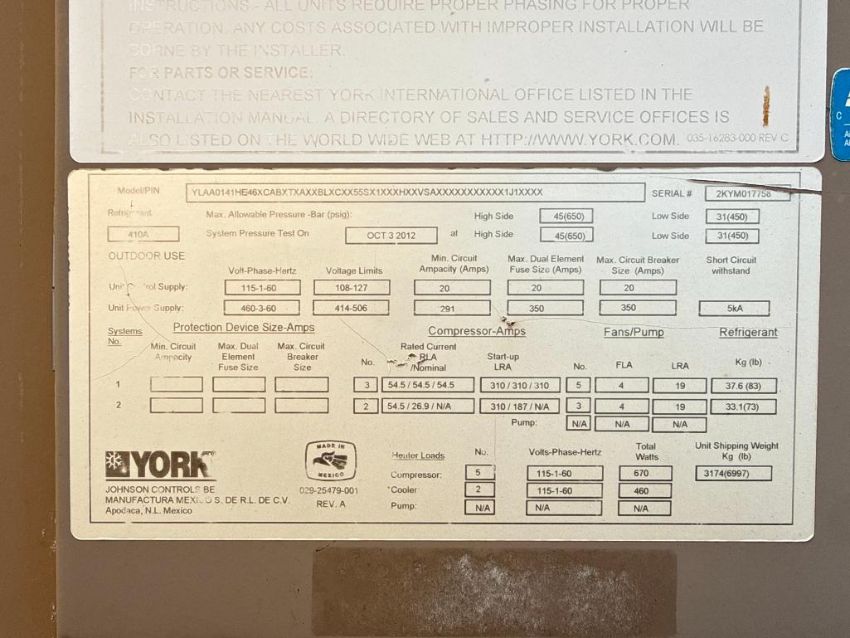 INSTRUCTIONS - ALL UNITS REQUIRE PROPER PHASING FOR PROPER
OPERATION. ANY COSTS ASSOCIATED WITH IMPROPER INSTALLATION WILL BE
BORNE BY THE INSTALLER.
FOR PARTS OR SERVICE:
CONTACT THE NEAREST YORK INTERNATIONAL OFFICE LISTED IN THE
INSTALLATION MANUAL. A DIRECTORY OF SALES AND SERVICE OFFICES IS
ALSO LISTED ON THE WORLD WIDE WEB AT HTTP://WWW.YORK.COM. 035-16283-000 REV C
Model/PIN YLAA0141HE46XCABXTXAXXBLXCXX55SX1XXXHXXVSAXXXXXXXXXXXX1J1XXXX SERIAL # 2KYM017758
Refrigerant Max. Allowable Pressure -Bar (psig): High Side 45(650) Low Side 31(450)
410A System Pressure Test On OCT 3 2012 at High Side 45(650) Low Side 31(450)
OUTDOOR USE
Volt-Phase-Hertz Voltage Limits Min. Circuit Ampacity (Amps) Max. Dual Element Fuse Size (Amps) Max. Circuit Breaker Size (Amps) Short Circuit withstand
Unit Control Supply: 115-1-60 108-127 20 20 20
Unit Power Supply: 460-3-60 414-506 291 350 350 5kA
Systems No. Protection Device Size-Amps Compressor-Amps Fans/Pump Refrigerant
Min. Circuit Ampacity Max. Dual Element Fuse Size Max. Circuit Breaker Size No. Rated Current RLA /Nominal Start-up LRA No. FLA LRA Kg (lb)
1 3 54.5 / 54.5 / 54.5 310 / 310 / 310 5 4 19 37.6 (83)
2 2 54.5 / 26.9 / N/A 310 / 187 / N/A 3 4 19 33.1(73)
Pump: N/A N/A N/A
YORK
MADE IN MEXICO
Heater Loads No. Volts-Phase-Hertz Total Watts Unit Shipping Weight Kg (lb)
Compressor: 5 115-1-60 670 3174(6997)
*Cooler 2 115-1-60 460
Pump: N/A N/A N/A
JOHNSON CONTROLS BE
MANUFACTURA MEXICO S. DE R.L. DE C.V.
Apodaca, N.L. Mexico
029-25479-001
REV. A